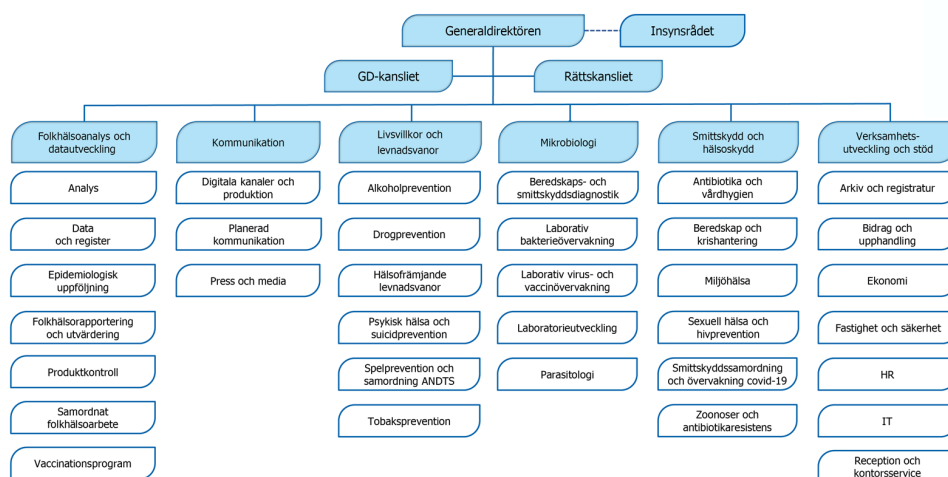 Generaldirektören
Insynsrådet
GD-kansliet
Rättskansliet
Folkhälsoanalys och
datautveckling
Analys
Data
och register
Epidemiologisk
uppföljning
Folkhälsorapportering
och utvärdering
Produktkontroll
Samordnat
folkhälsoarbete
Vaccinationsprogram
Kommunikation
Digitala kanaler och
produktion
Planerad
kommunikation
Press och media
Livsvillkor och
levnadsvanor
Alkoholprevention
Drogprevention
Hälsofrämjande
levnadsvanor
Psykisk hälsa och
suicidprevention
Spelprevention och
samordning ANDTS
Tobaksprevention
Mikrobiologi
Beredskaps- och
smittskyddsdiagnostik
Laborativ
bakterieövervakning
Laborativ virus- och
vaccinövervakning
Laboratorieutveckling
Parasitologi
Smittskydd och
hälsoskydd
Antibiotika och
vårdhygien
Beredskap och
krishantering
Miljöhälsa
Sexuell hälsa och
hivprevention
Smittskyddssamordning
och övervakning covid-19
Zoonoser och
antibiotikaresistens
Verksamhets-
utveckling och stöd
Arkiv och registratur
Bidrag och
upphandling
Ekonomi
Fastighet och säkerhet
HR
IT
Reception och
kontorsservice